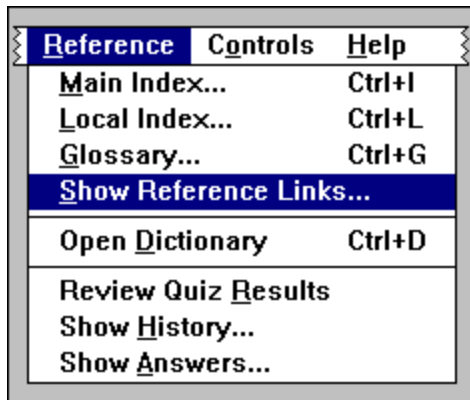 Reference Controls Help
Main Index... Ctrl+I
Local Index... Ctrl+L
Glossary... Ctrl+G
Show Reference Links...
Open Dictionary Ctrl+D
Review Quiz Results
Show History...
Show Answers...